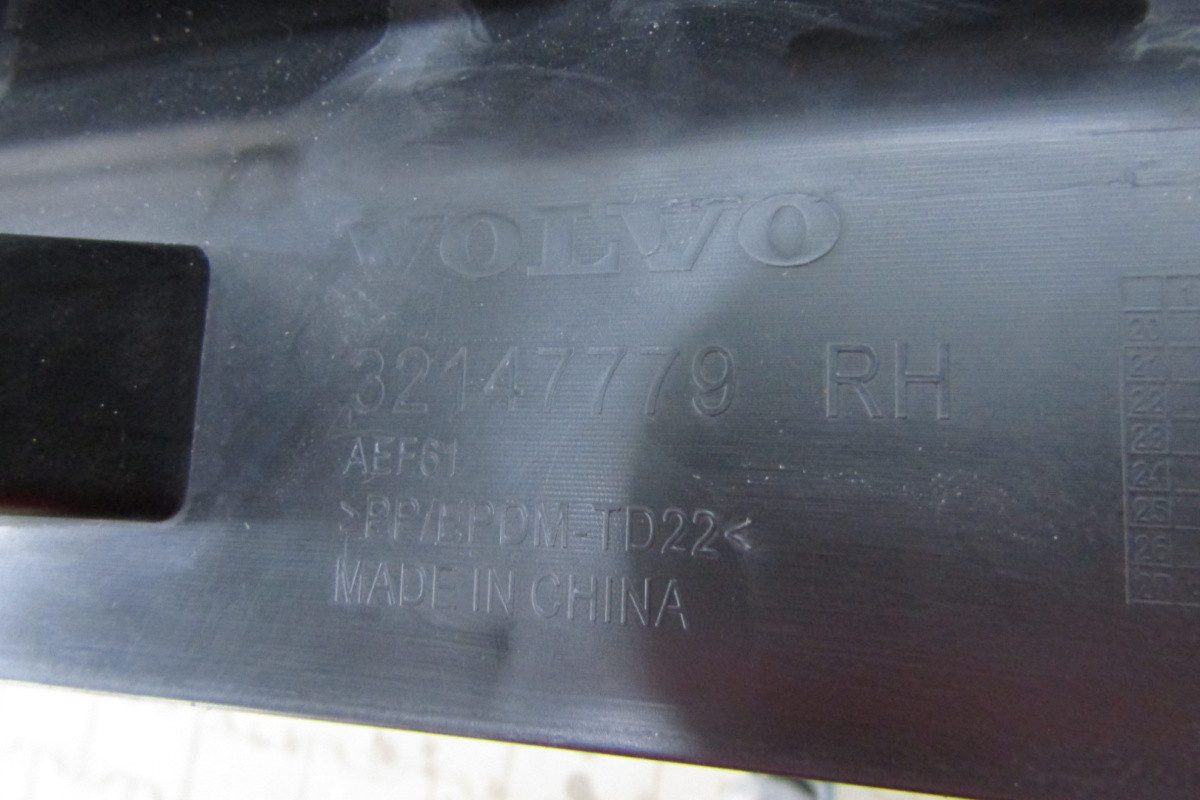 VOLVO
32147779 RH
AEF61
>PP/EPDM-TD22<
MADE IN CHINA